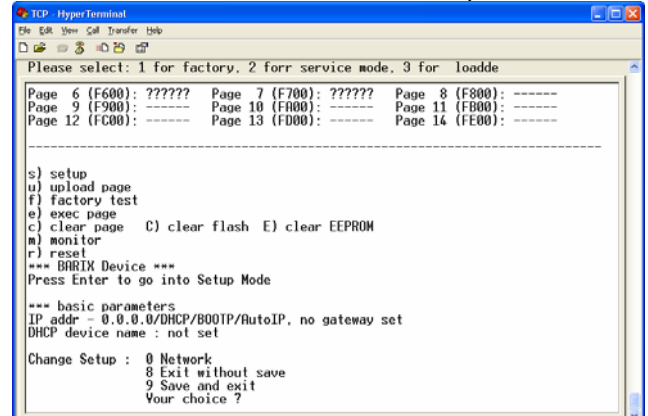 TCP - HyperTerminal
File Edit View Call Transfer Help
Please select: 1 for factory, 2 forr service mode, 3 for loadde
Page 6 (F600): ?????? Page 7 (F700): ?????? Page 8 (F800): ------
Page 9 (F900): ------ Page 10 (FA00): ------ Page 11 (FB00): ------
Page 12 (FC00): ------ Page 13 (FD00): ------ Page 14 (FE00): ------
--------------------------------------------------------------------------
s) setup
u) upload page
f) factory test
e) exec page
c) clear page C) clear flash E) clear EEPROM
m) monitor
r) reset
*** BARIX Device ***
Press Enter to go into Setup Mode
*** basic parameters
IP addr - 0.0.0.0/DHCP/BOOTP/AutoIP, no gateway set
DHCP device name : not set
Change Setup : 0 Network
8 Exit without save
9 Save and exit
Your choice ?